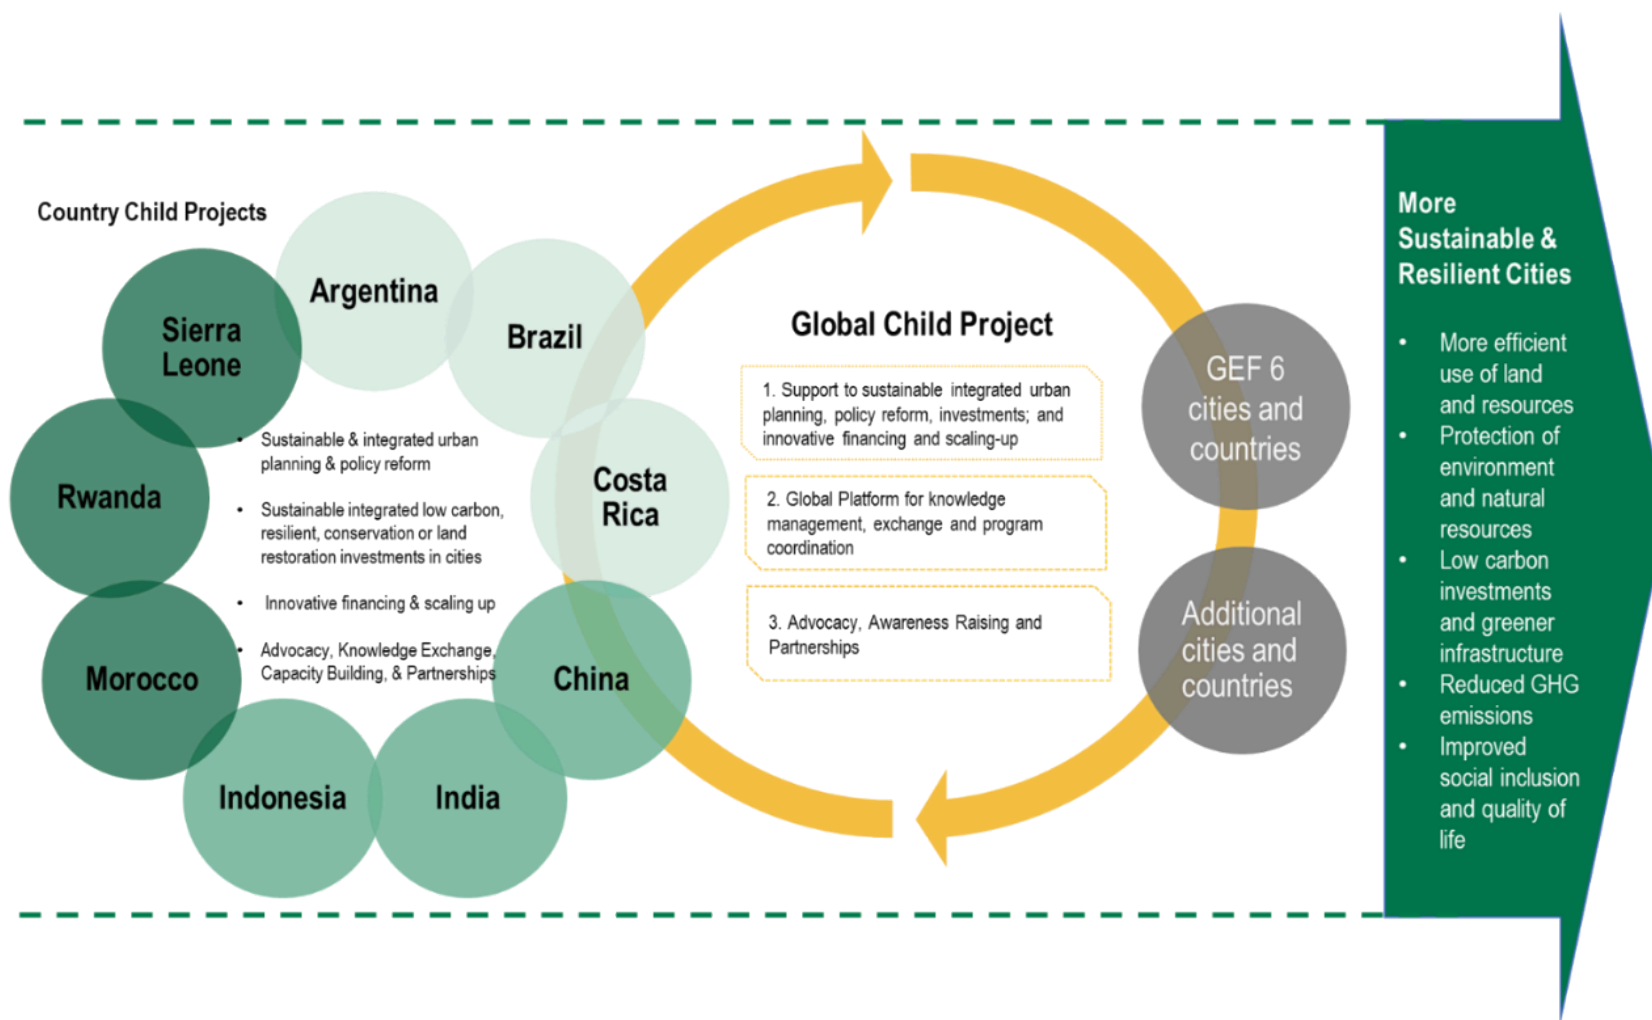 Country Child Projects
Argentina
Brazil
Costa
Rica
China
India
Indonesia
Morocco
Rwanda
Sierra
Leone
• Sustainable & integrated urban
planning & policy reform
• Sustainable integrated low carbon,
resilient, conservation or land
restoration investments in cities
• Innovative financing & scaling up
• Advocacy, Knowledge Exchange,
Capacity Building, & Partnerships
Global Child Project
1. Support to sustainable integrated urban
planning, policy reform, investments; and
innovative financing and scaling-up
2. Global Platform for knowledge
management, exchange and program
coordination
3. Advocacy, Awareness Raising and
Partnerships
GEF 6
cities and
countries
Additional
cities and
countries
More
Sustainable &
Resilient Cities
• More efficient
use of land
and resources
• Protection of
environment
and natural
resources
• Low carbon
investments
and greener
infrastructure
• Reduced GHG
emissions
• Improved
social inclusion
and quality of
life